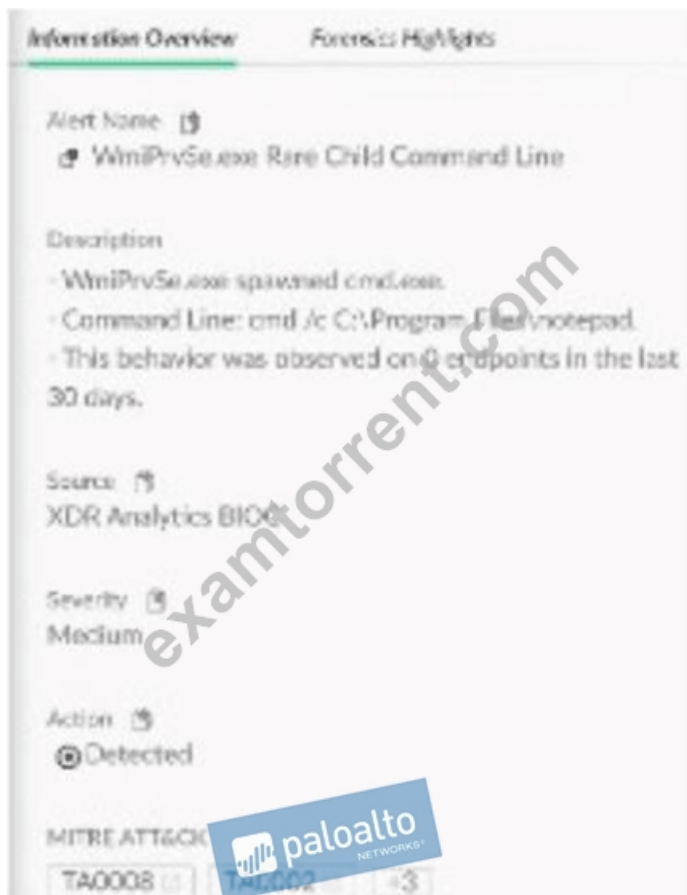 Information Overview Forensics Highlights
Alert Name
WmiPrvSe.exe Rare Child Command Line
Description
- WmiPrvSe.exe spawned cmd.exe.
- Command Line: cmd /c C:\Program Files\notepad.
- This behavior was observed on 0 endpoints in the last
30 days.
Source
XDR Analytics BIOC
Severity
Medium
Action
Detected
MITRE ATT&CK
TA0008 TA0002 +3
paloalto
NETWORKS
examtorrent.com